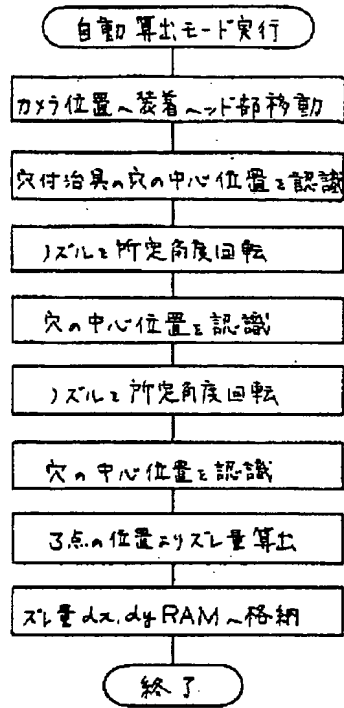 自動算出モード実行
カメラ位置へ装着ヘッド部移動
穴付治具の穴の中心位置を認識
ノズルを所定角度回転
穴の中心位置を認識
ノズルを所定角度回転
穴の中心位置を認識
3点の位置よりズレ量算出
ズレ量dx,dy RAMへ格納
終了